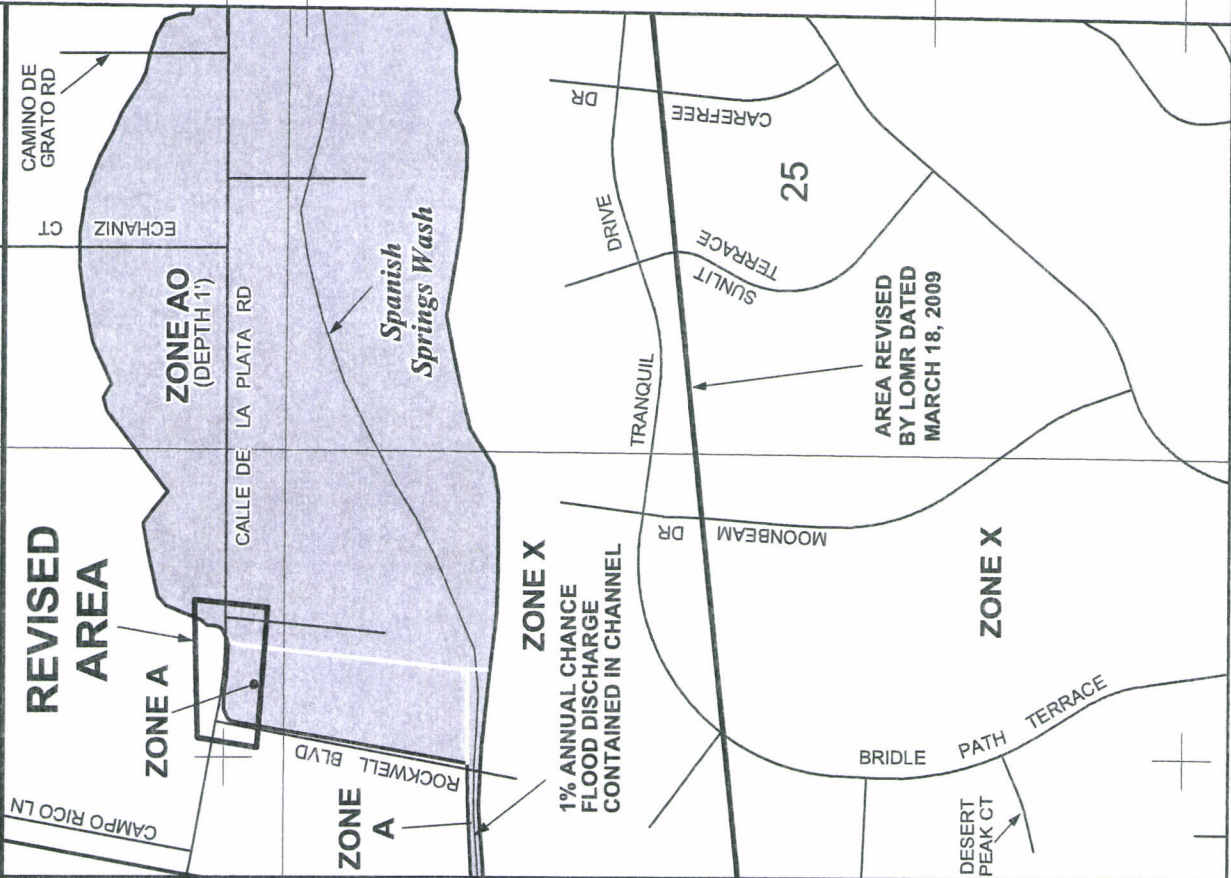 CAMINO DE
GRATO RD
ECHANIZ CT
ZONE AO
(DEPTH 1')
CALLE DE LA PLATA RD
Spanish
Springs Wash
REVISED
AREA
ZONE A
CAMPO RICO LN
ROCKWELL BLVD
ZONE
A
ZONE X
1% ANNUAL CHANCE
FLOOD DISCHARGE
CONTAINED IN CHANNEL
TRANQUIL DRIVE
CAREFREE DR
25
SUNLIT
TERRACE
AREA REVISED
BY LOMR DATED
MARCH 18, 2009
MOONBEAM DR
ZONE X
BRIDLE PATH TERRACE
DESERT
PEAK CT